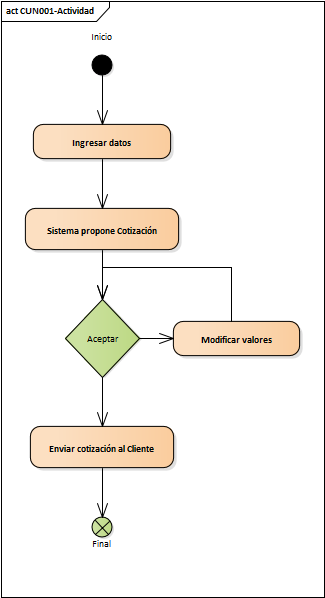 act CUN001-Actividad
Inicio
Ingresar datos
Sistema propone Cotización
Aceptar
Modificar valores
Enviar cotización al Cliente
Final